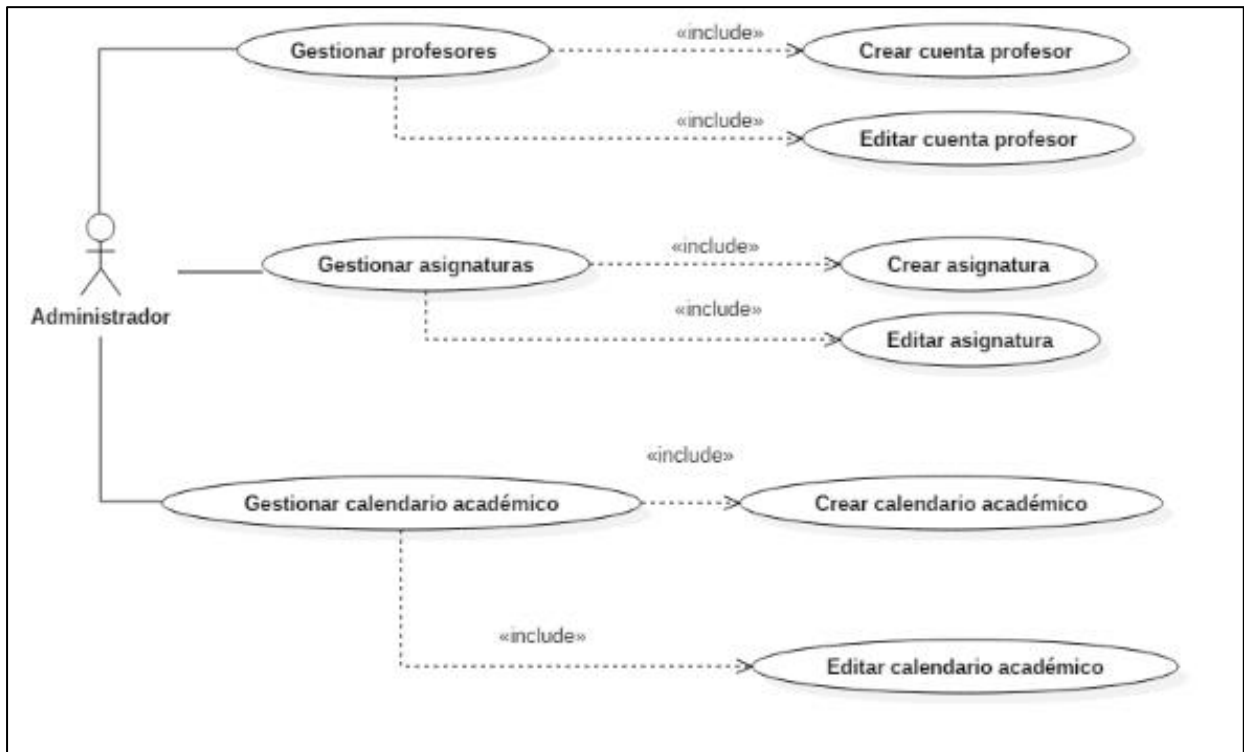 «include»
Gestionar profesores
Crear cuenta profesor
«include»
Editar cuenta profesor
«include»
Gestionar asignaturas
Crear asignatura
Administrador
«include»
Editar asignatura
«include»
Gestionar calendario académico
Crear calendario académico
«include»
Editar calendario académico